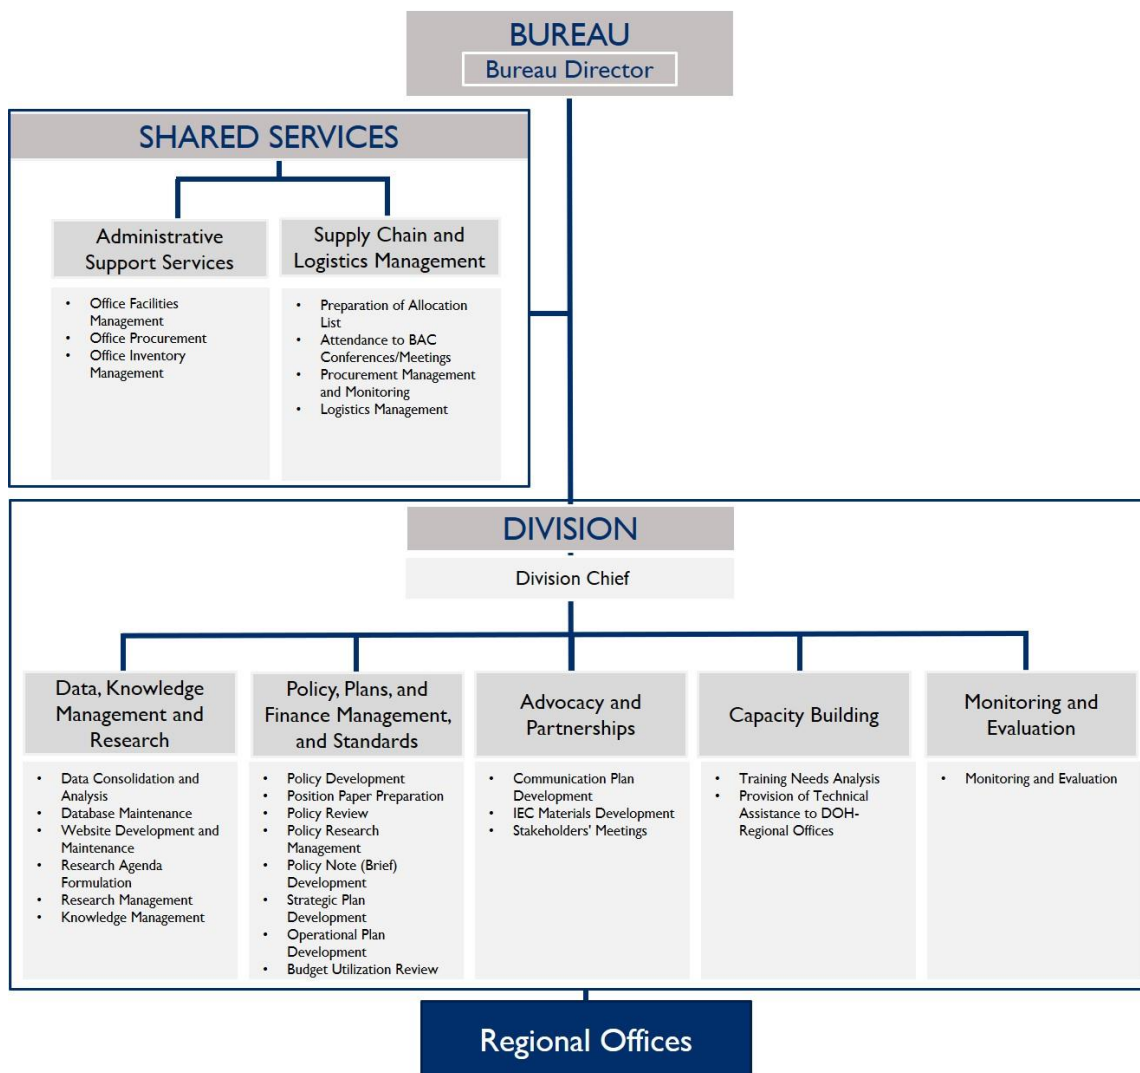 BUREAU
Bureau Director
SHARED SERVICES
Administrative
Support Services
• Office Facilities
Management
• Office Procurement
• Office Inventory
Management
Supply Chain and
Logistics Management
• Preparation of Allocation
List
• Attendance to BAC
Conferences/Meetings
• Procurement Management
and Monitoring
• Logistics Management
DIVISION
Division Chief
Data, Knowledge
Management and
Research
• Data Consolidation and
Analysis
• Database Maintenance
• Website Development and
Maintenance
• Research Agenda
Formulation
• Research Management
• Knowledge Management
Policy, Plans, and
Finance Management,
and Standards
• Policy Development
• Position Paper Preparation
• Policy Review
• Policy Research
Management
• Policy Note (Brief)
Development
• Strategic Plan
Development
• Operational Plan
Development
• Budget Utilization Review
Advocacy and
Partnerships
• Communication Plan
Development
• IEC Materials Development
• Stakeholders' Meetings
Capacity Building
• Training Needs Analysis
• Provision of Technical
Assistance to DOH-
Regional Offices
Monitoring and
Evaluation
• Monitoring and Evaluation
Regional Offices